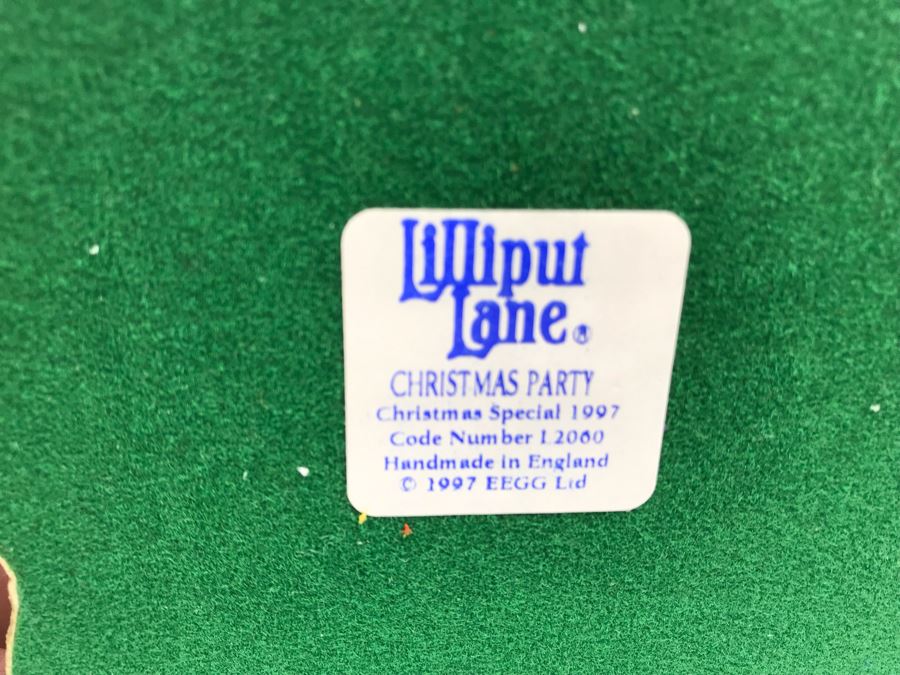 Lilliput
Lane®
CHRISTMAS PARTY
Christmas Special 1997
Code Number L2060
Handmade in England
© 1997 EEGG Ltd